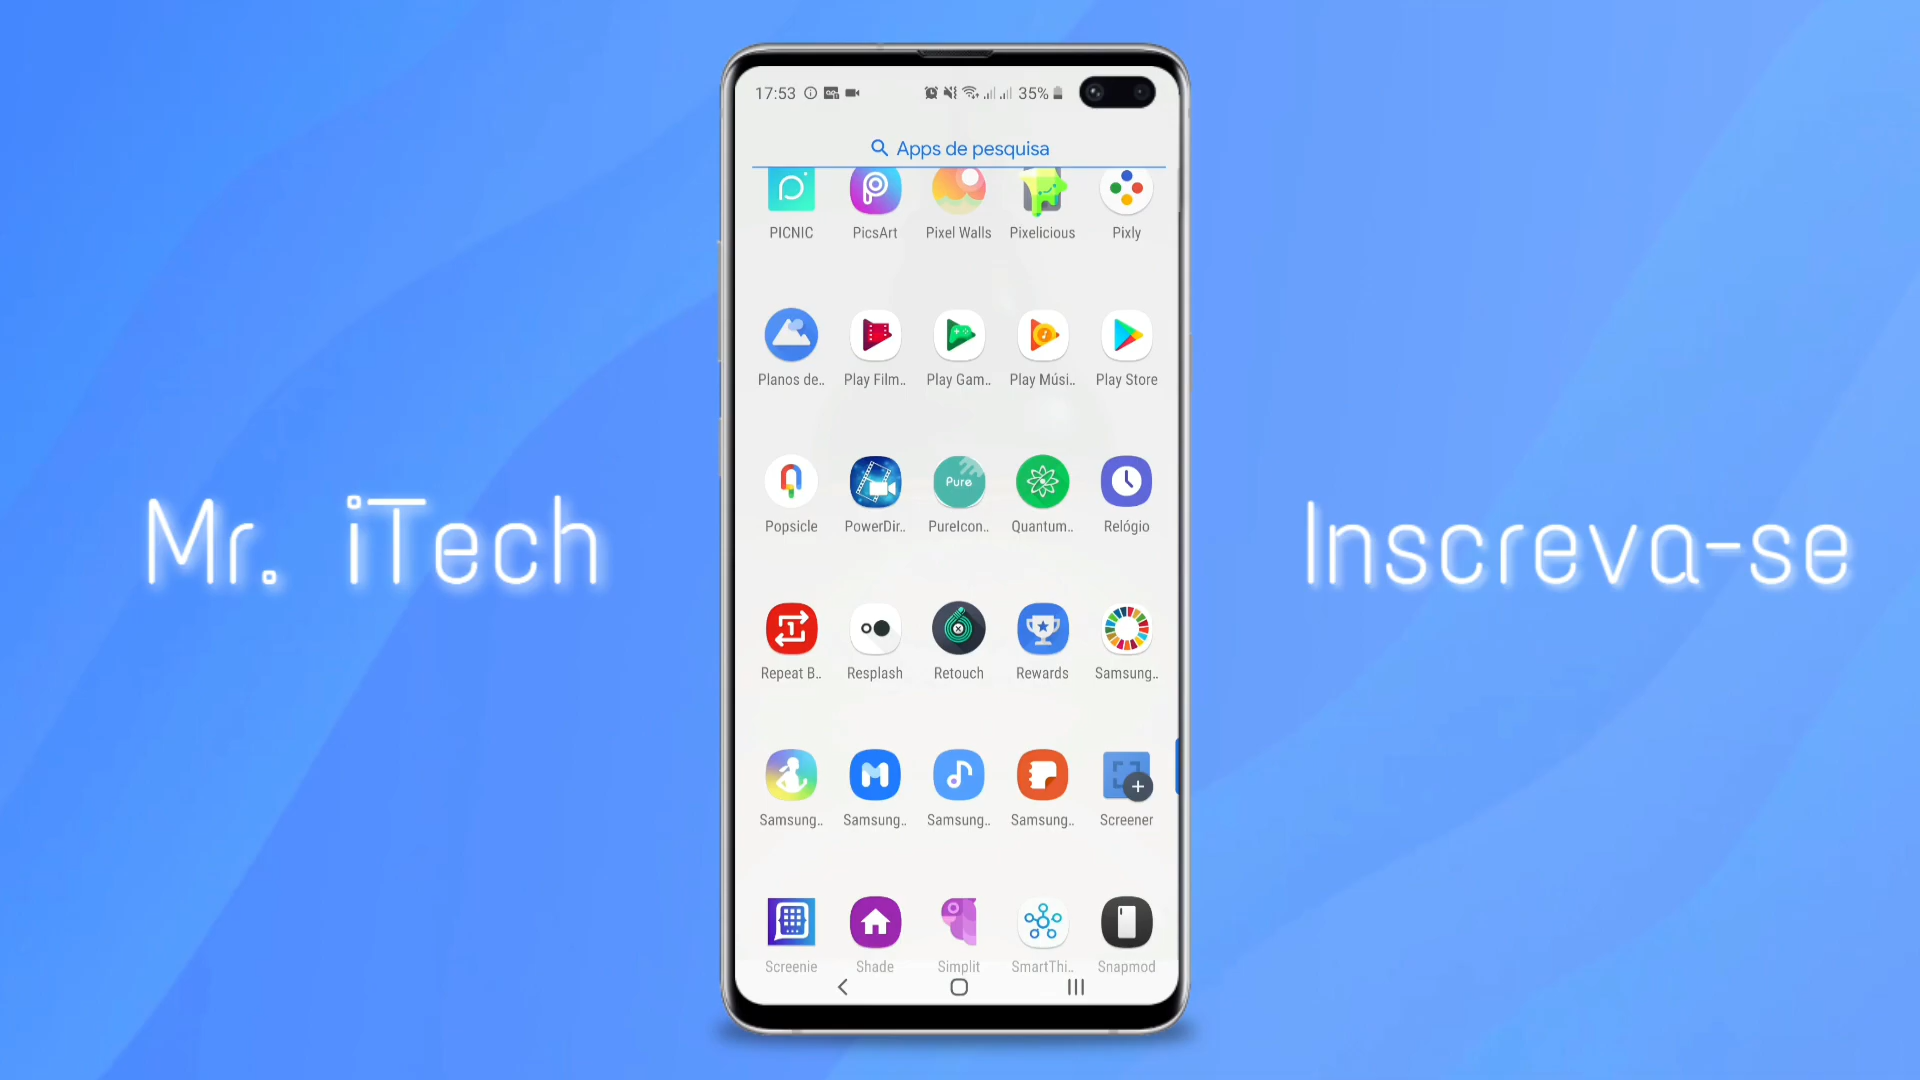 17:53
35%
Apps de pesquisa
PICNIC PicsArt Pixel Walls Pixelicious Pixly
Planos de.. Play Film.. Play Gam.. Play Músi.. Play Store
Pure
Popsicle PowerDir.. PureIcon.. Quantum.. Relógio
Mr. iTech
Inscreva-se
1
Repeat B.. Resplash Retouch Rewards Samsung..
Samsung.. Samsung.. Samsung.. Samsung.. Screener
Screenie Shade Simplit SmartThi.. Snapmod